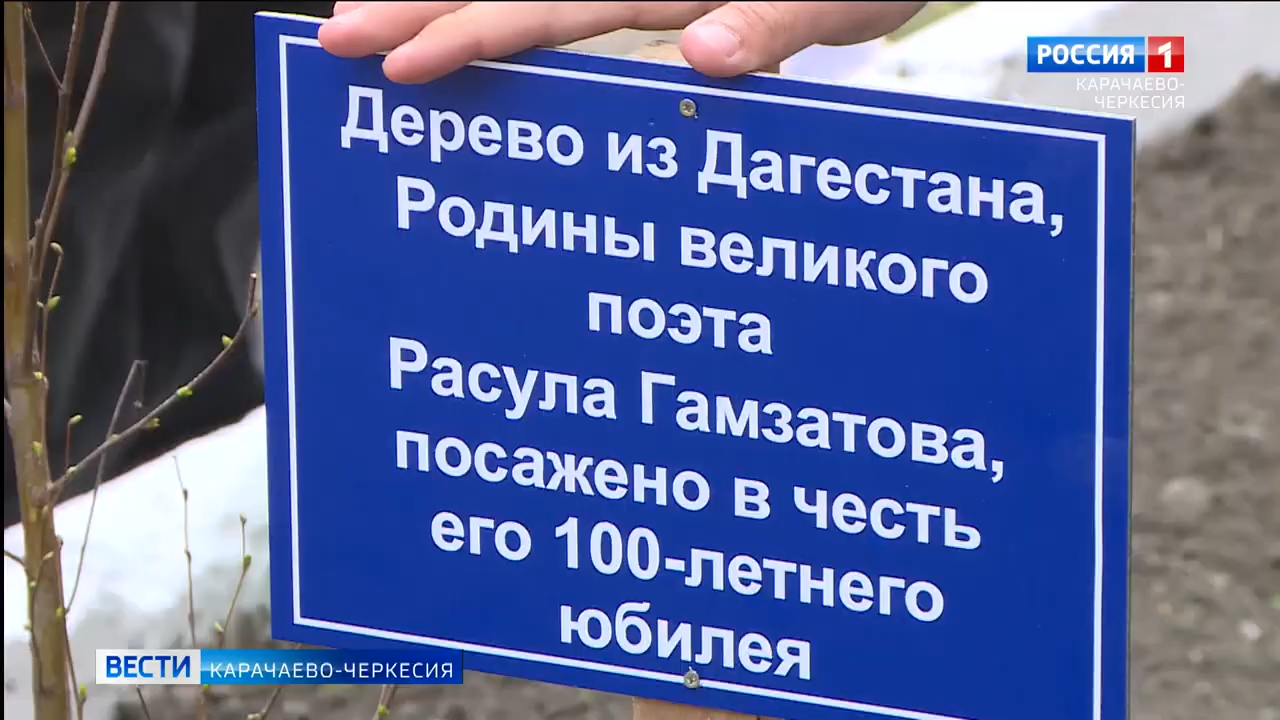 РОССИЯ 1
КАРАЧАЕВО-
ЧЕРКЕСИЯ
Дерево из Дагестана,
Родины великого
поэта
Расула Гамзатова,
посажено в честь
его 100-летнего
юбилея
ВЕСТИ КАРАЧАЕВО-ЧЕРКЕСИЯ